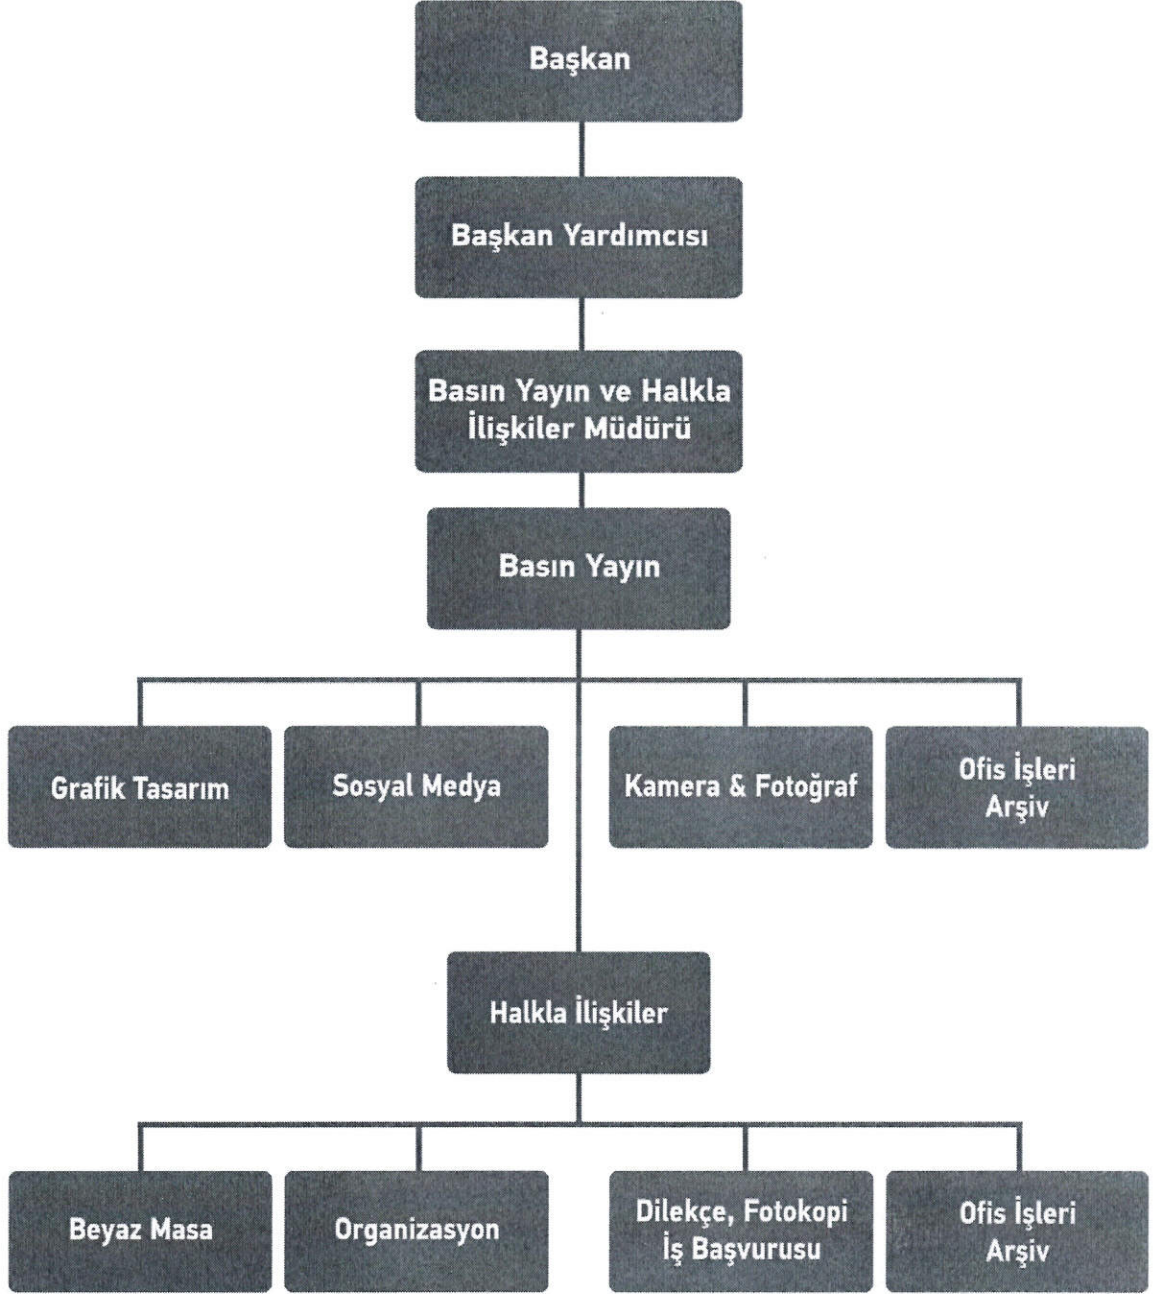 Başkan
Başkan Yardımcısı
Basın Yayın ve Halkla
İlişkiler Müdürü
Basın Yayın
Grafik Tasarım
Sosyal Medya
Kamera & Fotoğraf
Ofis İşleri
Arşiv
Halkla İlişkiler
Beyaz Masa
Organizasyon
Dilekçe, Fotokopi
İş Başvurusu
Ofis İşleri
Arşiv